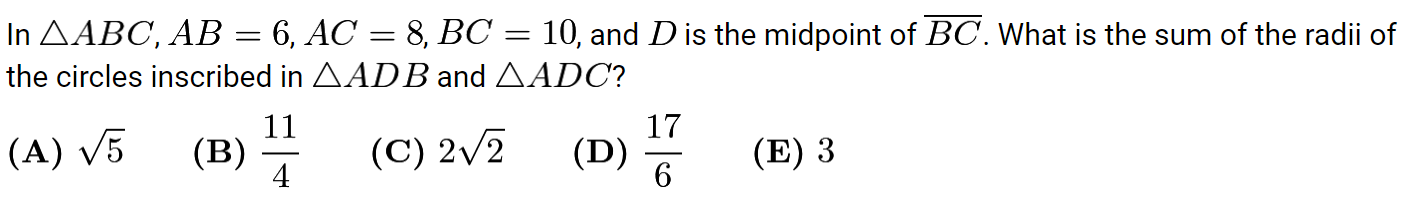 In △ABC, AB = 6, AC = 8, BC = 10, and D is the midpoint of \overline{BC}. What is the sum of the radii of
the circles inscribed in △ADB and △ADC?
(A) √5 (B) 11/4 (C) 2√2 (D) 17/6 (E) 3